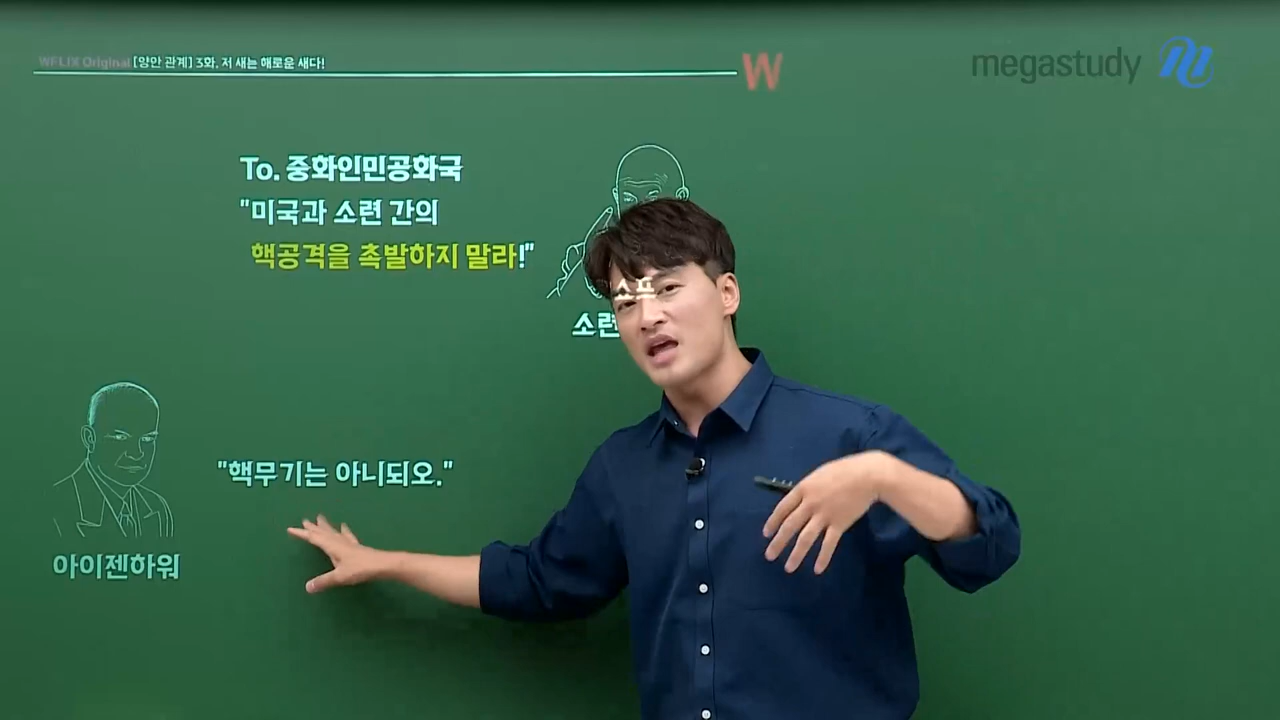 WFLIX Original [양안 관계] 3화, 저 새는 해로운 새다!
W
megastudy
To. 중화인민공화국
"미국과 소련 간의
핵공격을 촉발하지 말라!"
소프
소련
"핵무기는 아니되오."
아이젠하워